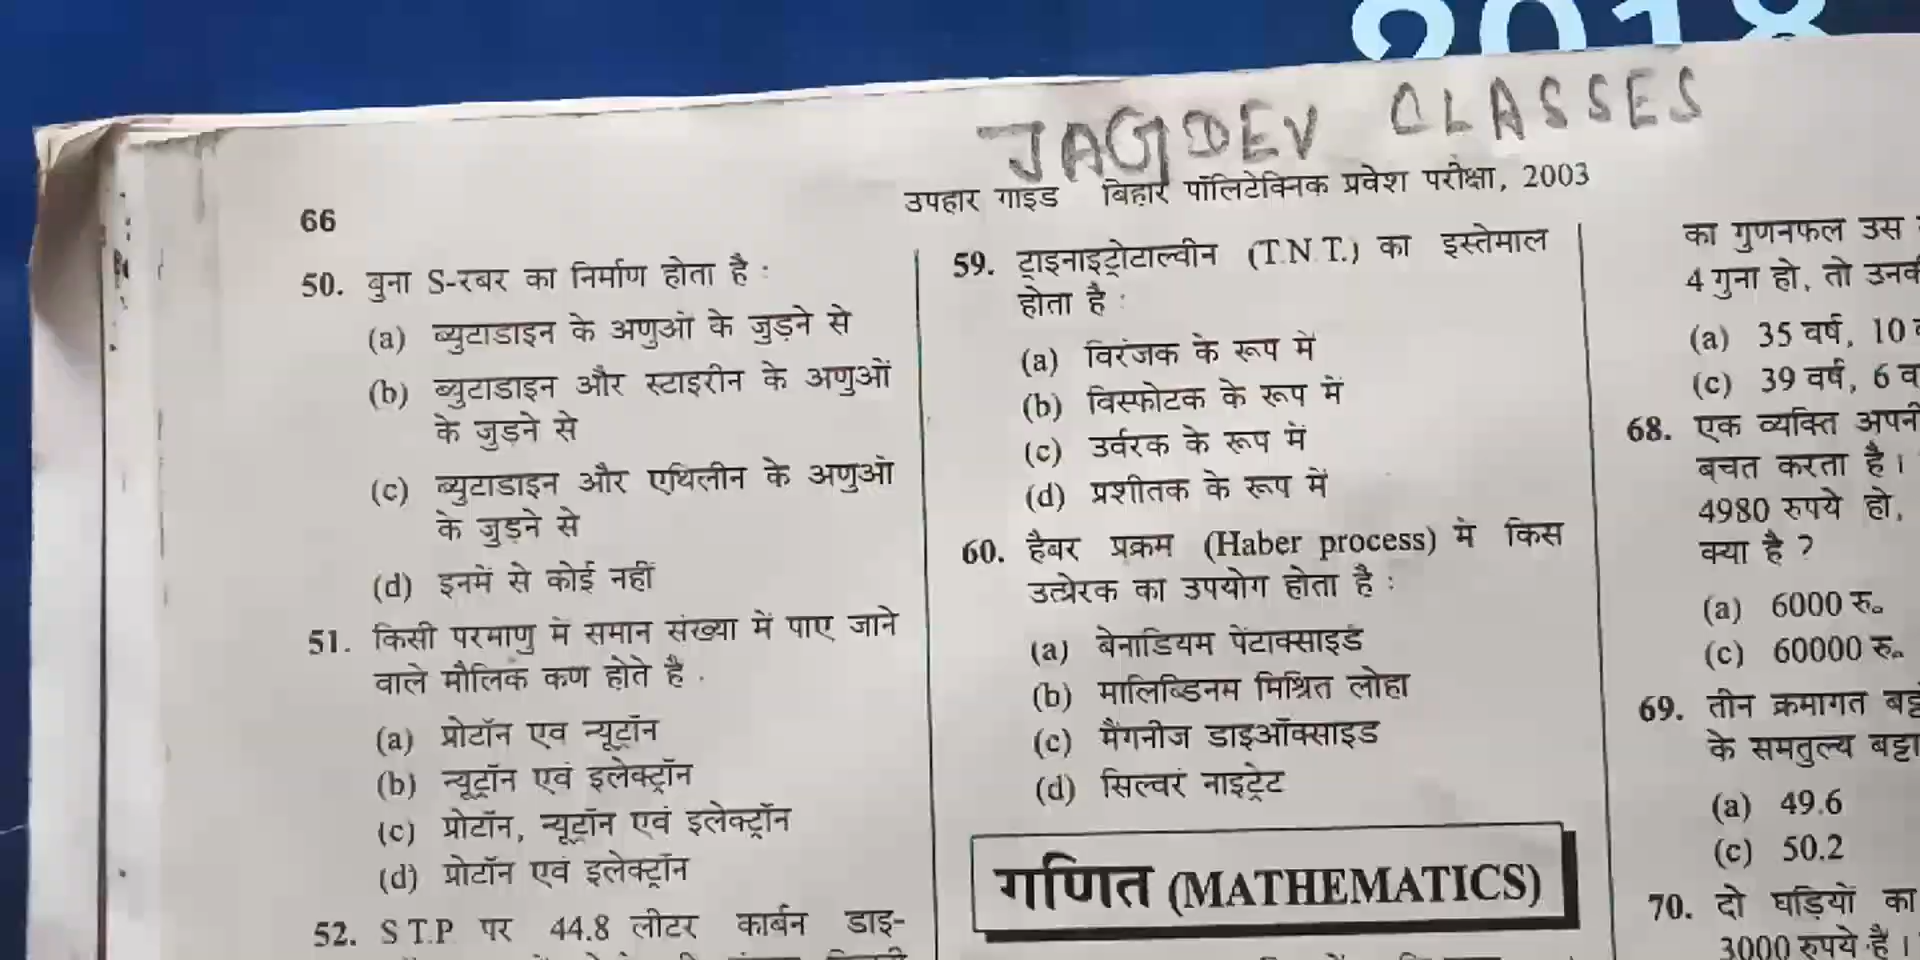 2018
JAGDEV CLASSES
उपहार गाइड बिहार पॉलिटेक्निक प्रवेश परीक्षा, 2003
66
50. बुना S-रबर का निर्माण होता है :
(a) ब्युटाडाइन के अणुओं के जुड़ने से
(b) ब्युटाडाइन और स्टाइरीन के अणुओं
के जुड़ने से
(c) ब्युटाडाइन और एथिलीन के अणुओं
के जुड़ने से
(d) इनमें से कोई नहीं
51. किसी परमाणु में समान संख्या में पाए जाने
वाले मौलिक कण होते है .
(a) प्रोटॉन एव न्यूट्रॉन
(b) न्यूट्रॉन एवं इलेक्ट्रॉन
(c) प्रोटॉन, न्यूट्रॉन एवं इलेक्ट्रॉन
(d) प्रोटॉन एवं इलेक्ट्रॉन
52. S T.P पर 44.8 लीटर कार्बन डाइ-
59. ट्राइनाइट्रोटाल्वीन (T.N.T.) का इस्तेमाल
होता है :
(a) विरंजक के रूप में
(b) विस्फोटक के रूप में
(c) उर्वरक के रूप में
(d) प्रशीतक के रूप में
60. हैबर प्रक्रम (Haber process) में किस
उत्प्रेरक का उपयोग होता है :
(a) बेनाडियम पेंटाक्साइड
(b) मालिब्डिनम मिश्रित लोहा
(c) मैंगनीज डाइऑक्साइड
(d) सिल्वर नाइट्रेट
गणित (MATHEMATICS)
का गुणनफल उस
4 गुना हो, तो
(a) 35 वर्ष, 10
(c) 39 वर्ष, 6
68. एक व्यक्ति
बचत करता है।
4980 रुपये हो,
क्या है ?
(a) 6000 रु०
(c) 60000 रु०
69. तीन क्रमागत
के समतुल्य
(a) 49.6
(c) 50.2
70. दो घड़ियों का
3000 रुपये है।